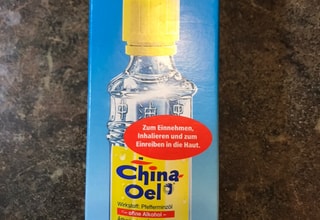 Zum Einnehmen,
Inhalieren und zum
Einreiben in die Haut.
China
Oel
Wirkstoff: Pfefferminzöl
ohne Alkohol